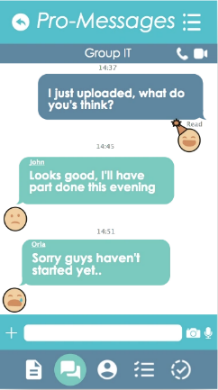 Pro-Messages
Group IT
14:37
I just uploaded, what do
you's think?
Read
14:45
John
Looks good, I'll have
part done this evening
14:51
Orla
Sorry guys haven't
started yet..